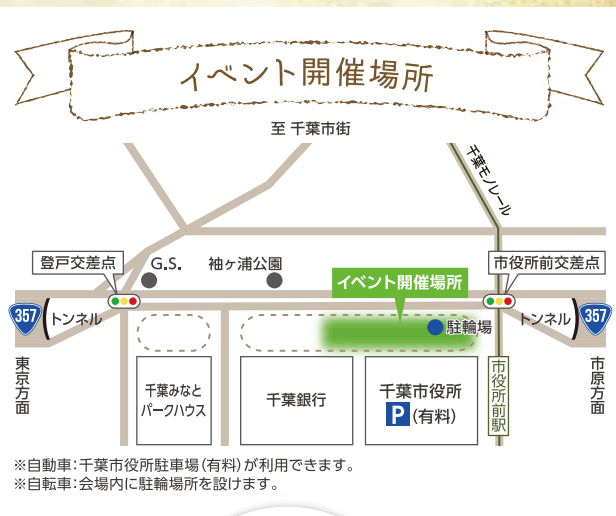 イベント開催場所
至 千葉市街
千葉モノレール
登戸交差点
G.S.
袖ヶ浦公園
市役所前交差点
イベント開催場所
357
トンネル
駐輪場
トンネル
357
東京方面
千葉みなと
パークハウス
千葉銀行
千葉市役所
P(有料)
市役所前駅
市原方面
※自動車:千葉市役所駐車場(有料)が利用できます。
※自転車:会場内に駐輪場所を設けます。